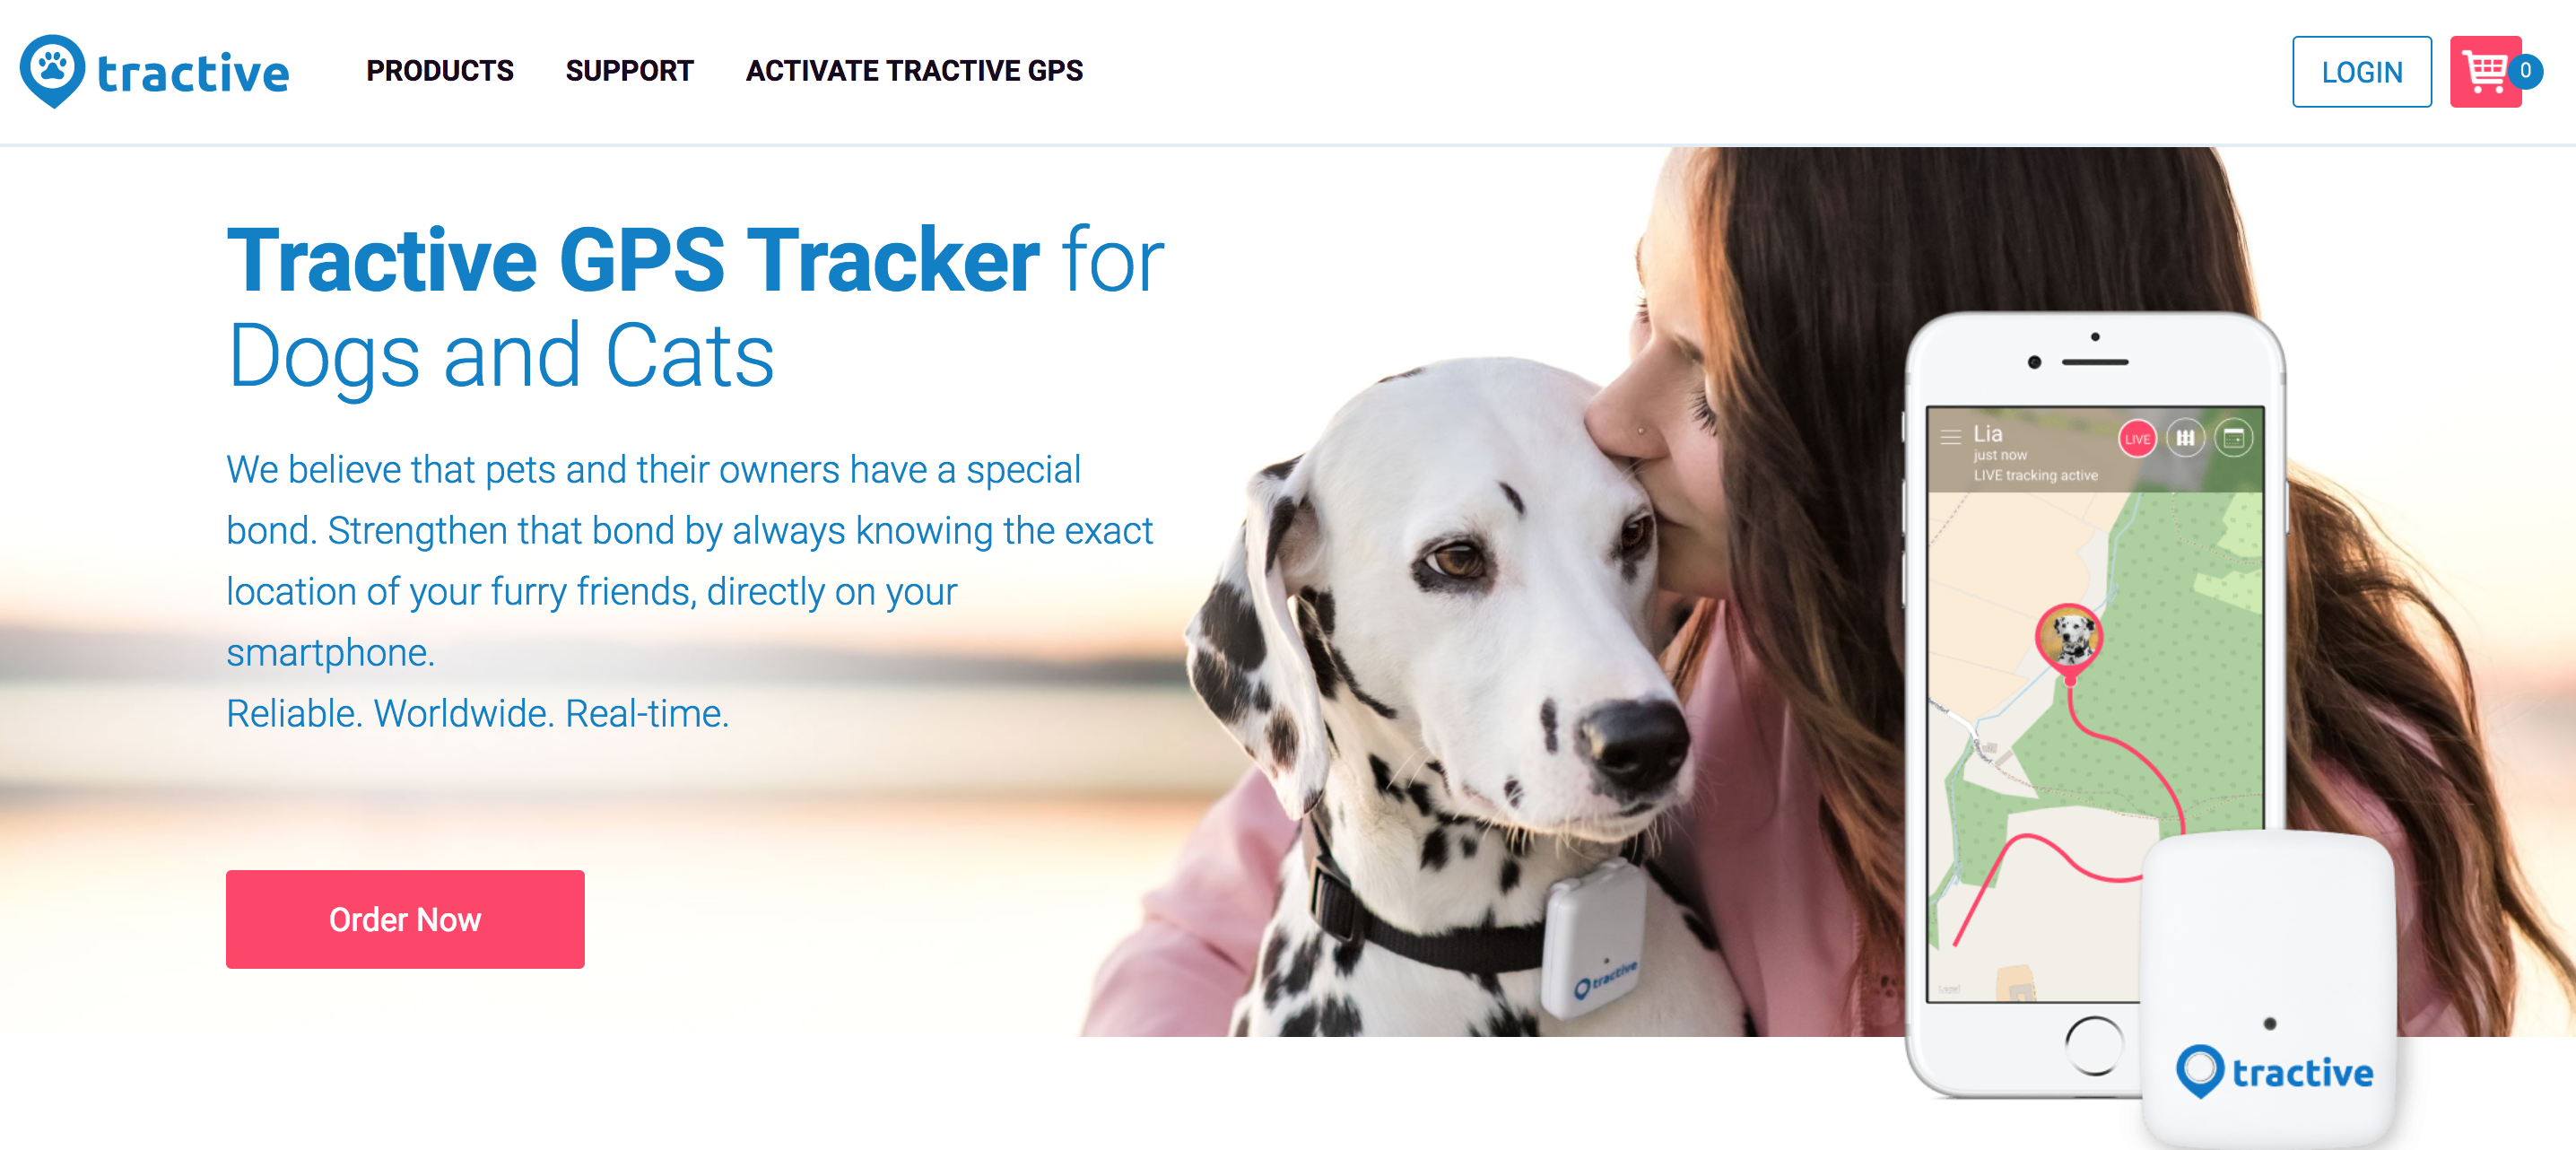 tractive
PRODUCTS
SUPPORT
ACTIVATE TRACTIVE GPS
LOGIN
0
Tractive GPS Tracker for
Dogs and Cats
We believe that pets and their owners have a special
bond. Strengthen that bond by always knowing the exact
location of your furry friends, directly on your
smartphone.
Reliable. Worldwide. Real-time.
Order Now
tractive
Lia
just now
LIVE tracking active
LIVE
Legal
tractive